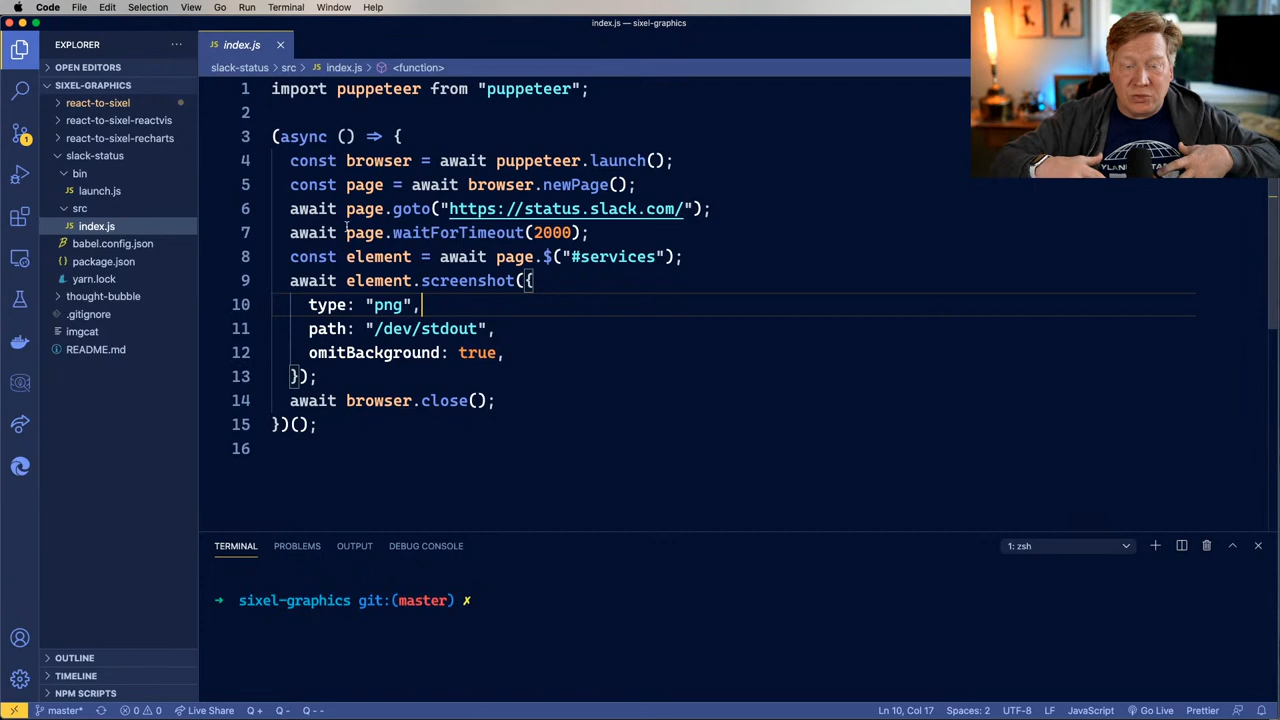 Code File Edit Selection View Go Run Terminal Window Help
index.js — sixel-graphics
EXPLORER
OPEN EDITORS
SIXEL-GRAPHICS
react-to-sixel
react-to-sixel-reactvis
react-to-sixel-recharts
slack-status
bin
JS launch.js
src
JS index.js
babel.config.json
package.json
yarn.lock
thought-bubble
.gitignore
imgcat
README.md
OUTLINE
TIMELINE
NPM SCRIPTS
1
JS index.js
slack-status › src › JS index.js › <function>
1 import puppeteer from "puppeteer";
2
3 (async () => {
4 const browser = await puppeteer.launch();
5 const page = await browser.newPage();
6 await page.goto("https://status.slack.com/");
7 await page.waitForTimeout(2000);
8 const element = await page.$("#services");
9 await element.screenshot({
10 type: "png",
11 path: "/dev/stdout",
12 omitBackground: true,
13 });
14 await browser.close();
15 })();
16
TERMINAL PROBLEMS OUTPUT DEBUG CONSOLE
1: zsh
→ sixel-graphics git:(master) ✗
master* 0 0 Live Share Q + Q - Q - -
Ln 10, Col 17 Spaces: 2 UTF-8 LF JavaScript Go Live Prettier